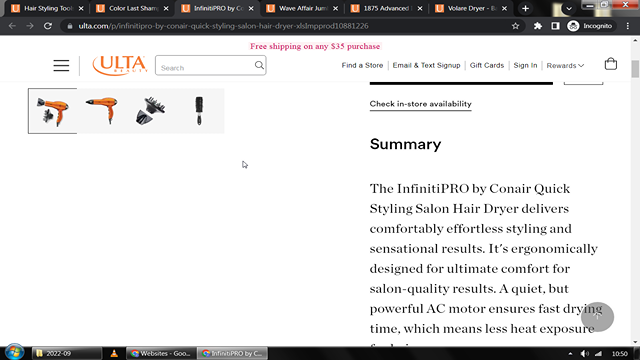 Hair Styling Tool
Color Last Sham
InfinitiPRO by C
Wave Affair Jum
1875 Advanced
Volare Dryer - B
ulta.com/p/infinitipro-by-conair-quick-styling-salon-hair-dryer-xlsImpprod10881226
Incognito
Free shipping on any $35 purchase
ULTA
BEAUTY
Search
Find a Store
Email & Text Signup
Gift Cards
Sign In
Rewards
Check in-store availability
Summary
The InfinitiPRO by Conair Quick
Styling Salon Hair Dryer delivers
comfortably effortless styling and
sensational results. It's ergonomically
designed for ultimate comfort for
salon-quality results. A quiet, but
powerful AC motor ensures fast drying
time, which means less heat exposure
2022-09
Websites - Goo...
InfinitiPRO by C...
10:50